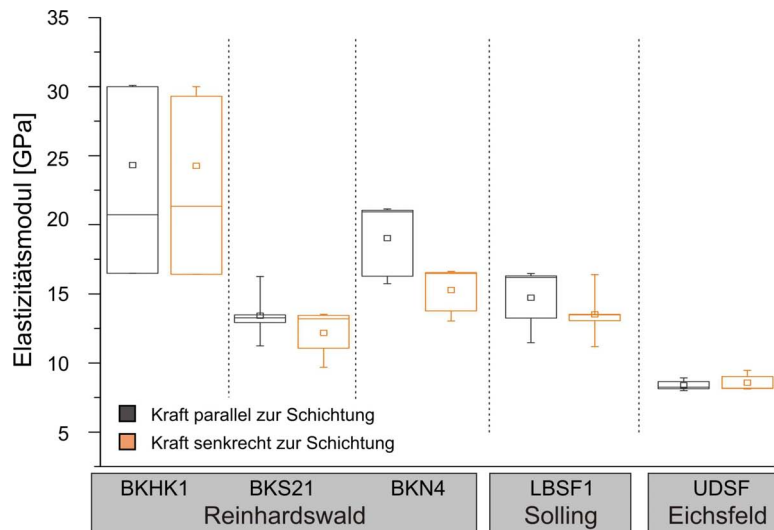 Elastizitätsmodul [GPa]
35
30
25
20
15
10
5
Kraft parallel zur Schichtung
Kraft senkrecht zur Schichtung
BKHK1 BKS21 BKN4 LBSF1 UDSF
Reinhardswald Solling Eichsfeld